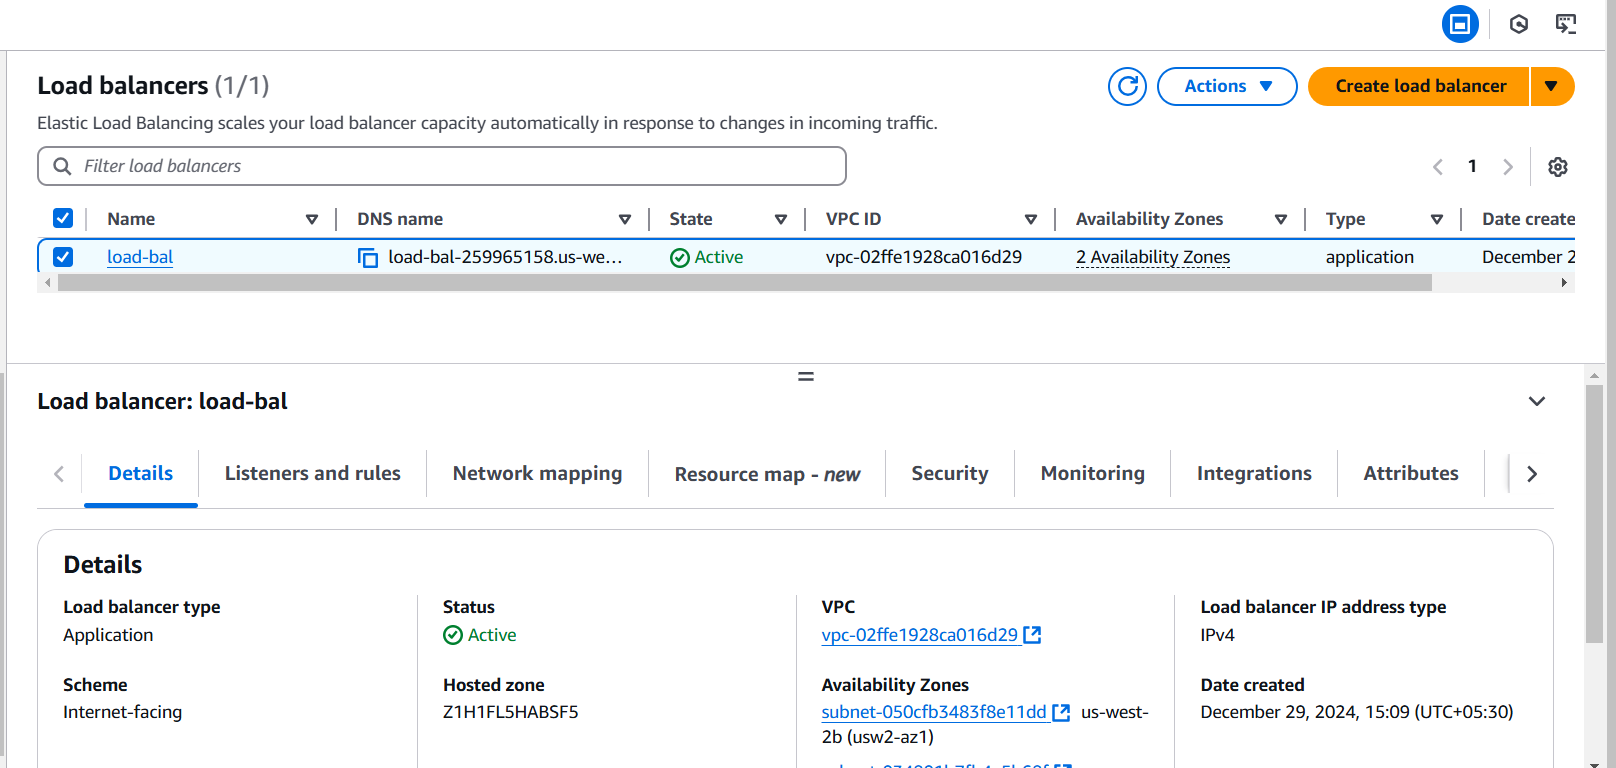 Load balancers (1/1)
Actions
Create load balancer
Elastic Load Balancing scales your load balancer capacity automatically in response to changes in incoming traffic.
Filter load balancers
1
Name DNS name State VPC ID Availability Zones Type Date create
load-bal load-bal-259965158.us-we... Active vpc-02ffe1928ca016d29 2 Availability Zones application December 2
Load balancer: load-bal
Details Listeners and rules Network mapping Resource map - new Security Monitoring Integrations Attributes
Details
Load balancer type Status VPC Load balancer IP address type
Application Active vpc-02ffe1928ca016d29 IPv4
Scheme Hosted zone Availability Zones Date created
Internet-facing Z1H1FL5HABSF5 subnet-050cfb3483f8e11dd us-west- December 29, 2024, 15:09 (UTC+05:30)
2b (usw2-az1)